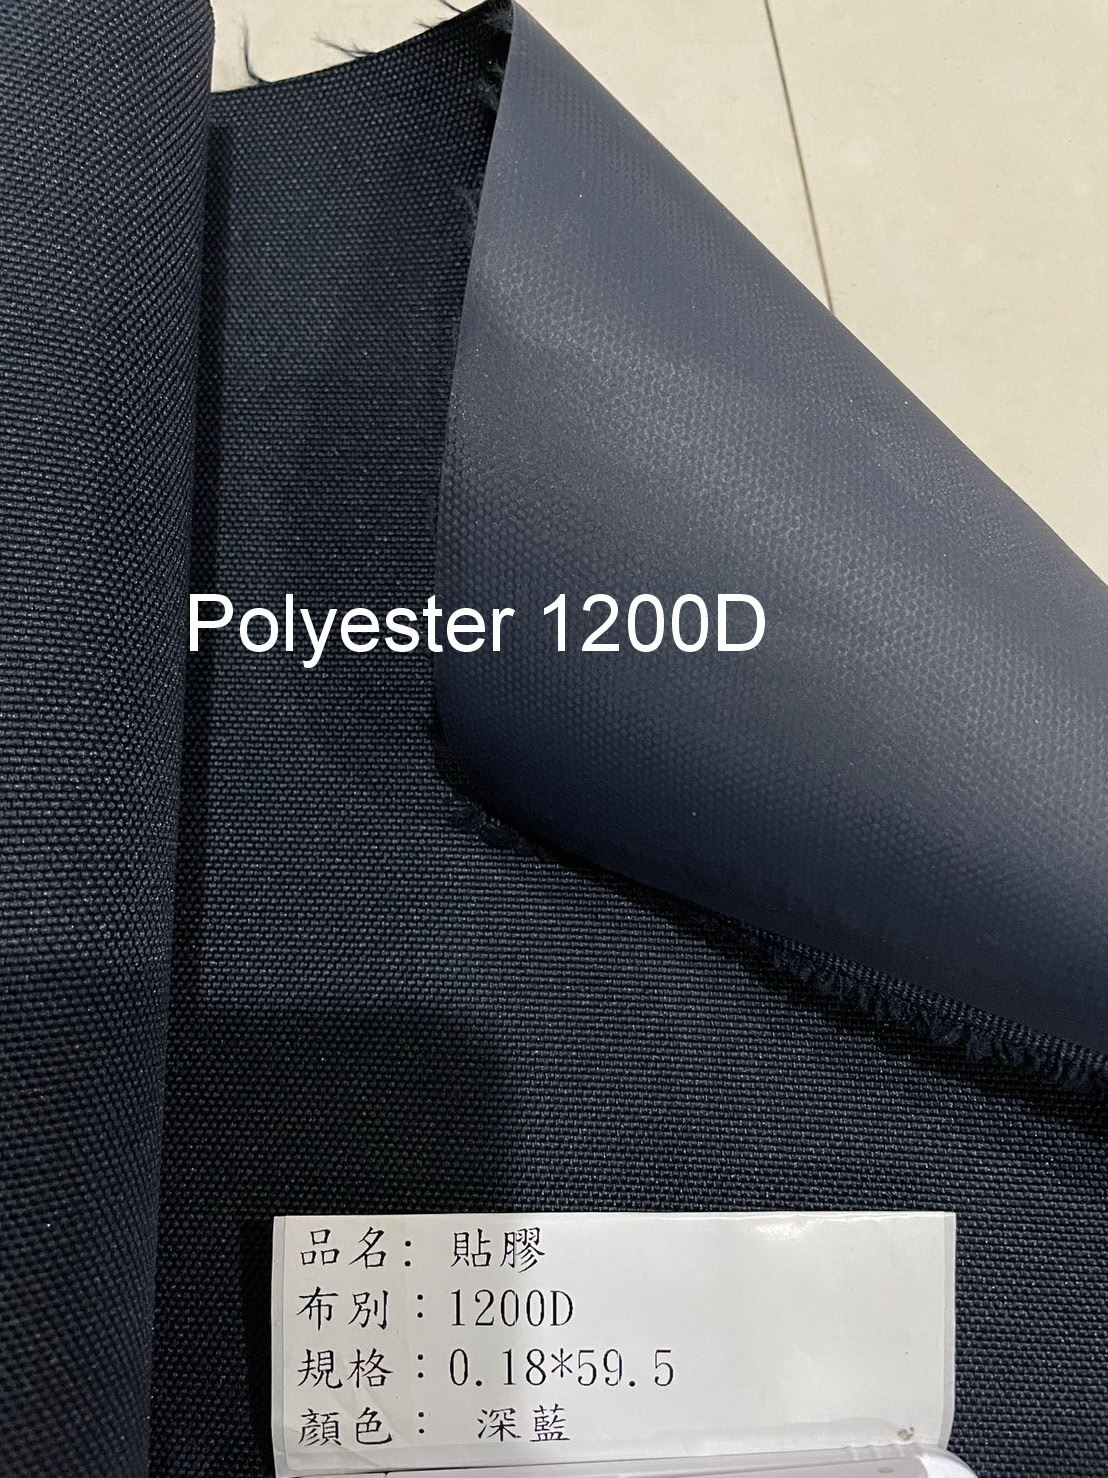 Polyester 1200D
品名: 貼膠
布別：1200D
規格：0.18*59.5
顏色： 深藍